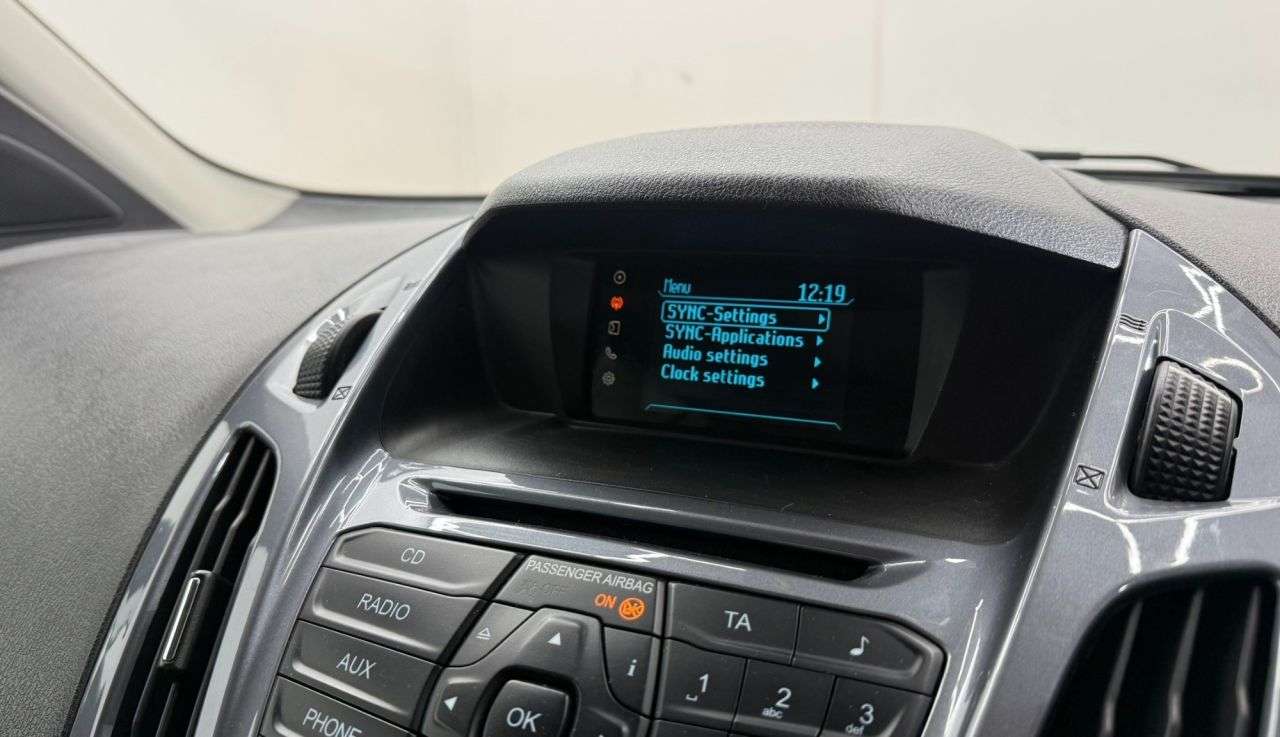 Menu 12:19
SYNC-Settings
SYNC-Applications
Audio settings
Clock settings
CD
PASSENGER AIRBAG
ON
RADIO
TA
AUX
i
1
2
abc
3
def
PHONE
OK